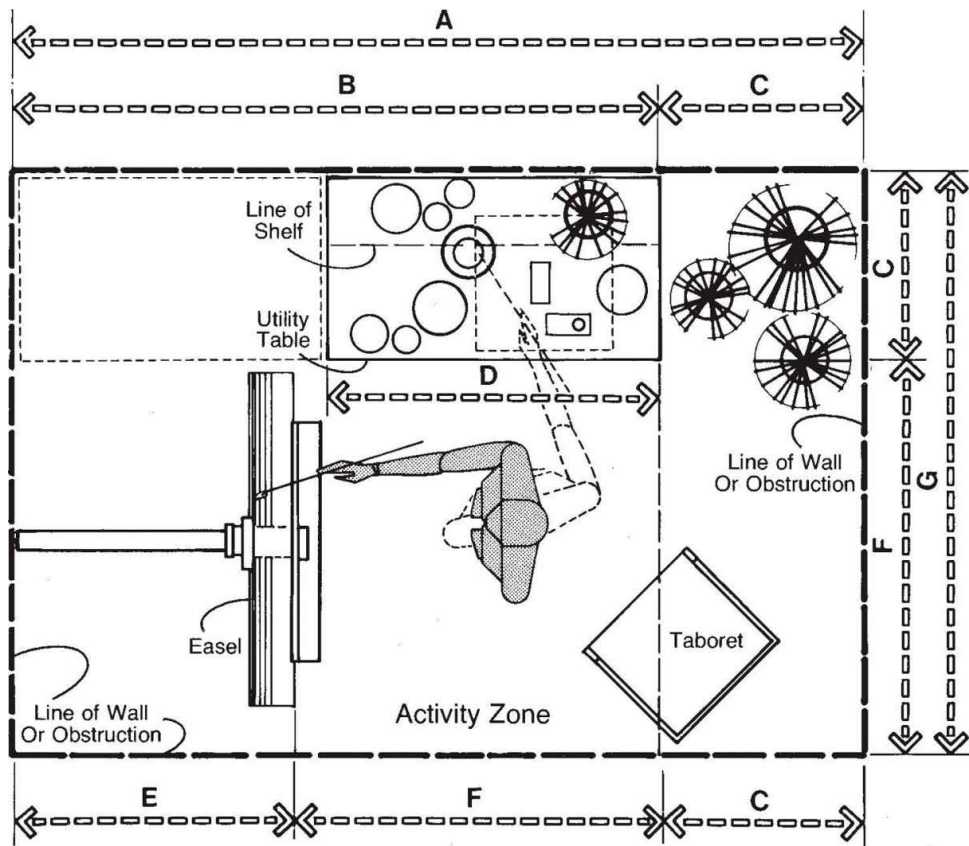 A
B
C
Line of
Shelf
C
Utility
Table
D
Line of Wall
Or Obstruction
G
F
Easel
Taboret
Line of Wall
Or Obstruction
Activity Zone
E
F
C